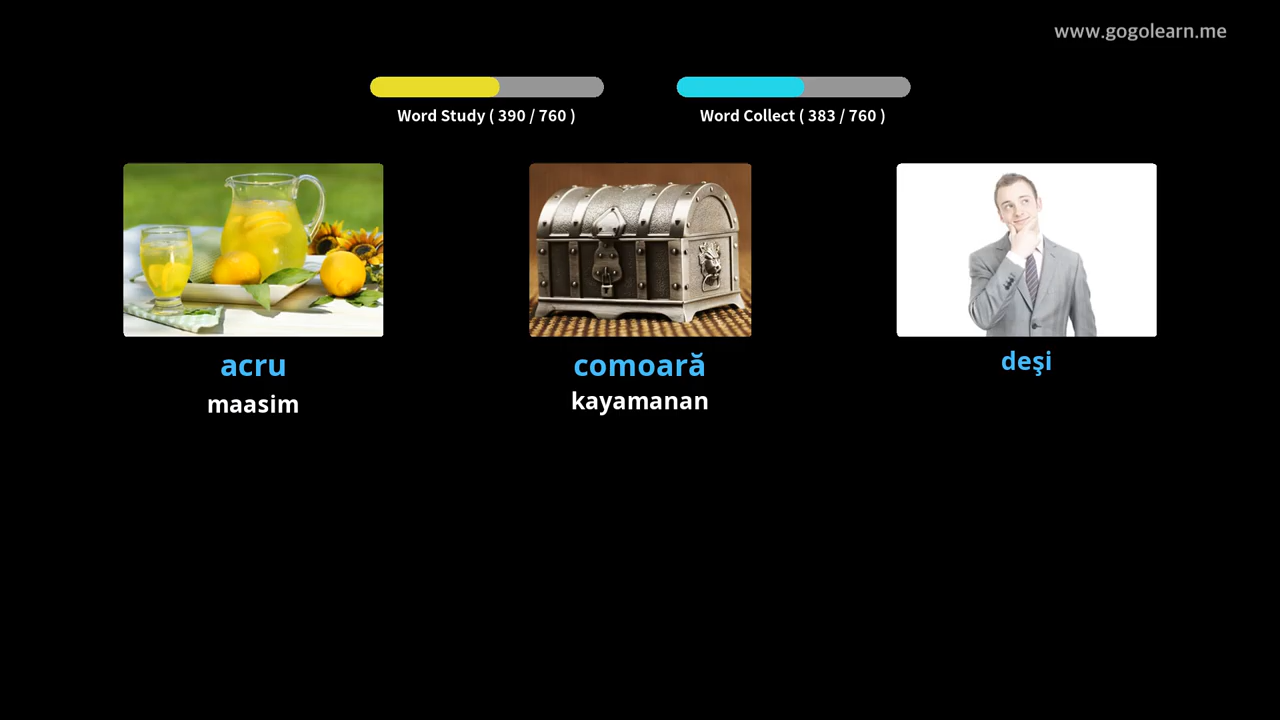 www.gogolearn.me
Word Study ( 390 / 760 )
Word Collect ( 383 / 760 )
acru
maasim
comoară
kayamanan
deşi